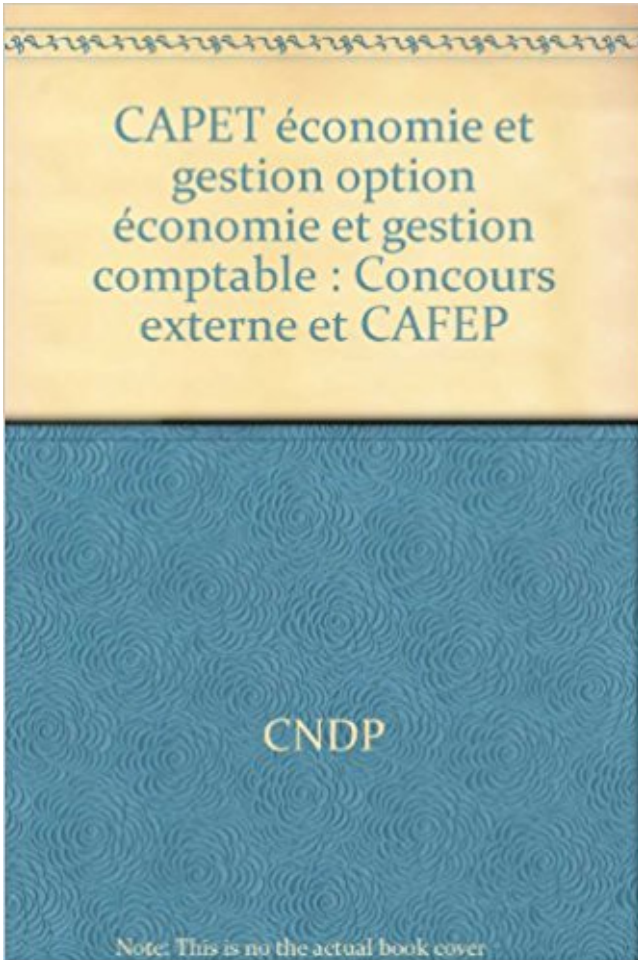 CAPET économie et
gestion option
économie et gestion
comptable : Concours
externe et CAFEP
CNDP
Note: This is no the actual book cover